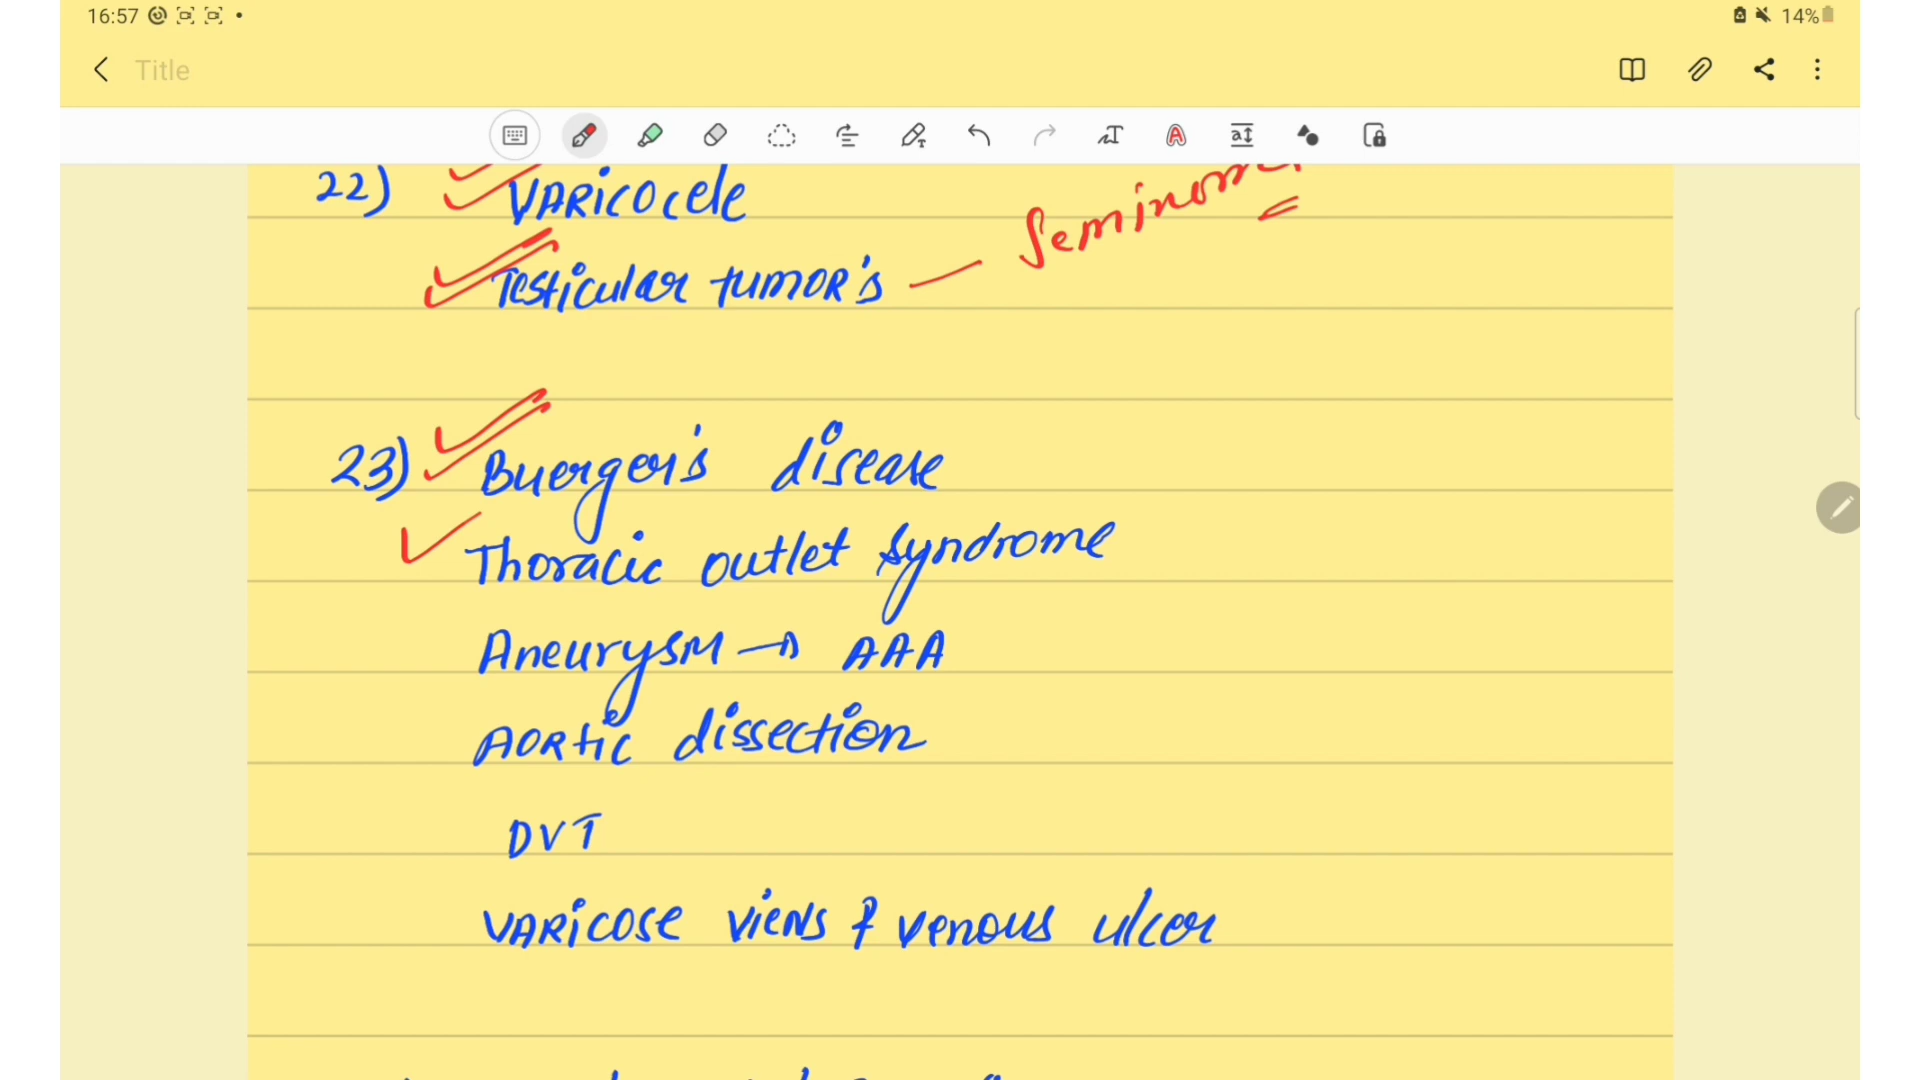 16:57 14%
Title
22) Varicocele
Testicular tumor's — Seminoma
23) Buerger's disease
Thoracic outlet syndrome
Aneurysm → AAA
Aortic dissection
DVT
Varicose viens & venous ulcer